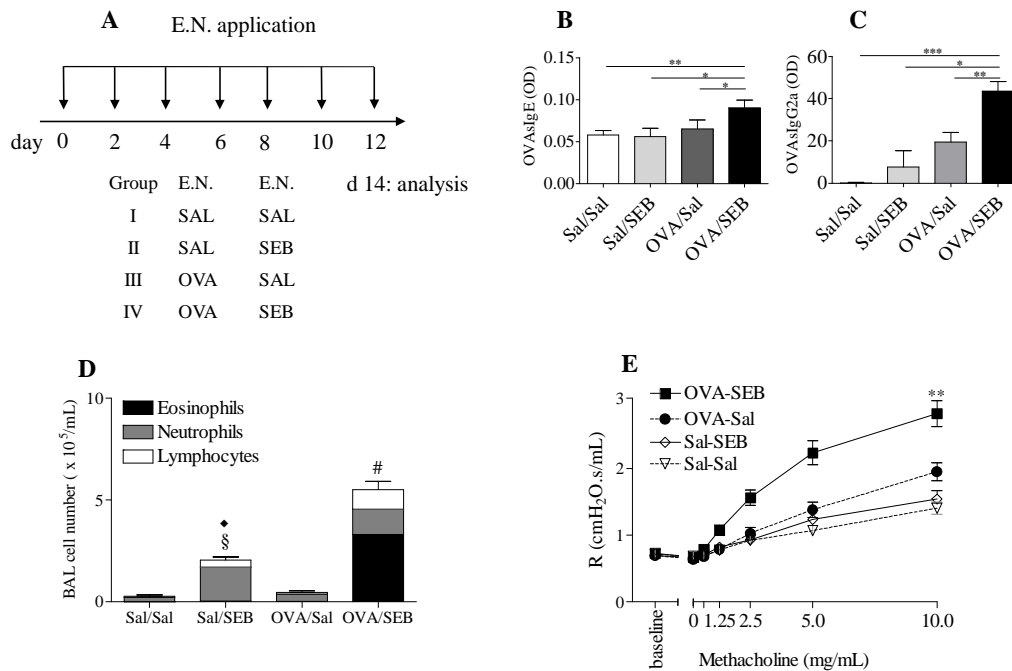 A
E.N. application
day 0 2 4 6 8 10 12
Group E.N. E.N. d 14: analysis
I SAL SAL
II SAL SEB
III OVA SAL
IV OVA SEB
B
OVAsIgE (OD)
0.15
0.10
0.05
0.00
**
*
*
Sal/Sal Sal/SEB OVA/Sal OVA/SEB
C
OVAsIgG2a (OD)
60
40
20
0
***
*
**
Sal/Sal Sal/SEB OVA/Sal OVA/SEB
D
BAL cell number ( x 10⁵/mL)
10
5
0
Eosinophils
Neutrophils
Lymphocytes
◆
§
#
Sal/Sal Sal/SEB OVA/Sal OVA/SEB
E
R (cmH₂O.s/mL)
3
2
1
0
OVA-SEB
OVA-Sal
Sal-SEB
Sal-Sal
**
baseline 0 1.25 2.5 5.0 10.0
Methacholine (mg/mL)